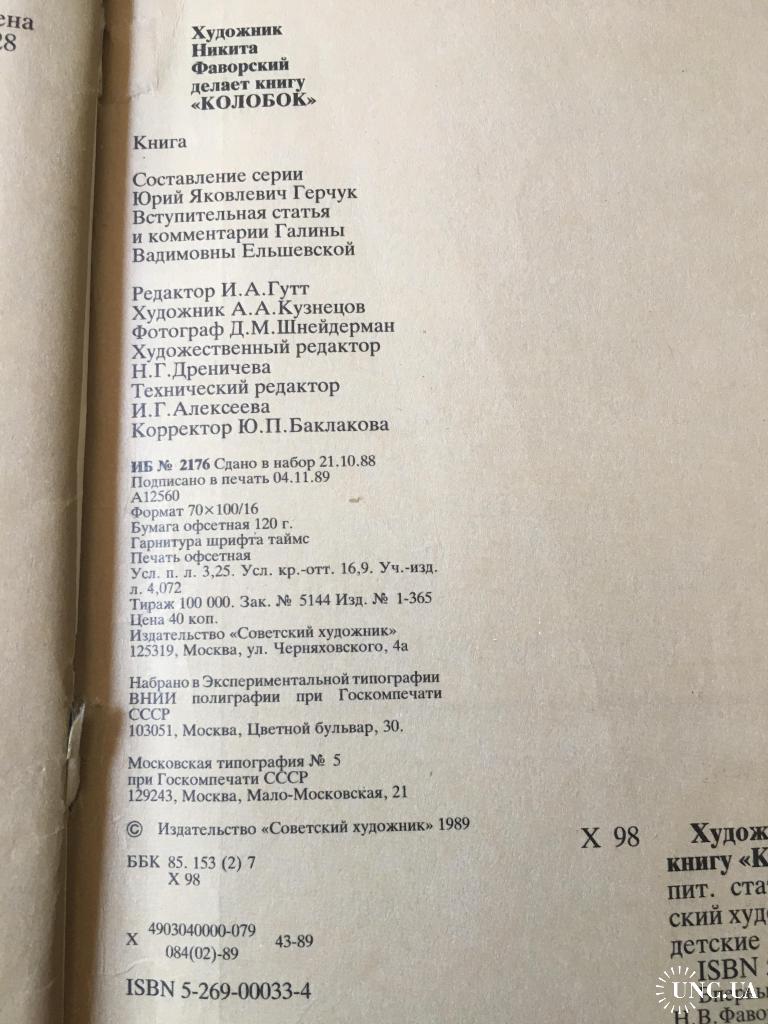 ена
28
Художник
Никита
Фаворский
делает книгу
«КОЛОБОК»
Книга
Составление серии
Юрий Яковлевич Герчук
Вступительная статья
и комментарии Галины
Вадимовны Ельшевской
Редактор И.А.Гутт
Художник А.А.Кузнецов
Фотограф Д.М.Шнейдерман
Художественный редактор
Н.Г.Дреничева
Технический редактор
И.Г.Алексеева
Корректор Ю.П.Баклакова
ИБ № 2176 Сдано в набор 21.10.88
Подписано в печать 04.11.89
А12560
Формат 70×100/16
Бумага офсетная 120 г.
Гарнитура шрифта таймс
Печать офсетная
Усл. п. л. 3,25. Усл. кр.-отт. 16,9. Уч.-изд.
л. 4,072
Тираж 100 000. Зак. № 5144 Изд. № 1-365
Цена 40 коп.
Издательство «Советский художник»
125319, Москва, ул. Черняховского, 4а
Набрано в Экспериментальной типографии
ВНИИ полиграфии при Госкомпечати
СССР
103051, Москва, Цветной бульвар, 30.
Московская типография № 5
при Госкомпечати СССР
129243, Москва, Мало-Московская, 21
© Издательство «Советский художник» 1989
ББК 85. 153 (2) 7
Х 98
Х 4903040000-079
084(02)-89 43-89
ISBN 5-269-00033-4
Х 98 Худож
книгу «К
пит. ста
ский худо
детские
ISBN
Впервы
Н.В.Фавор
UNC.UA